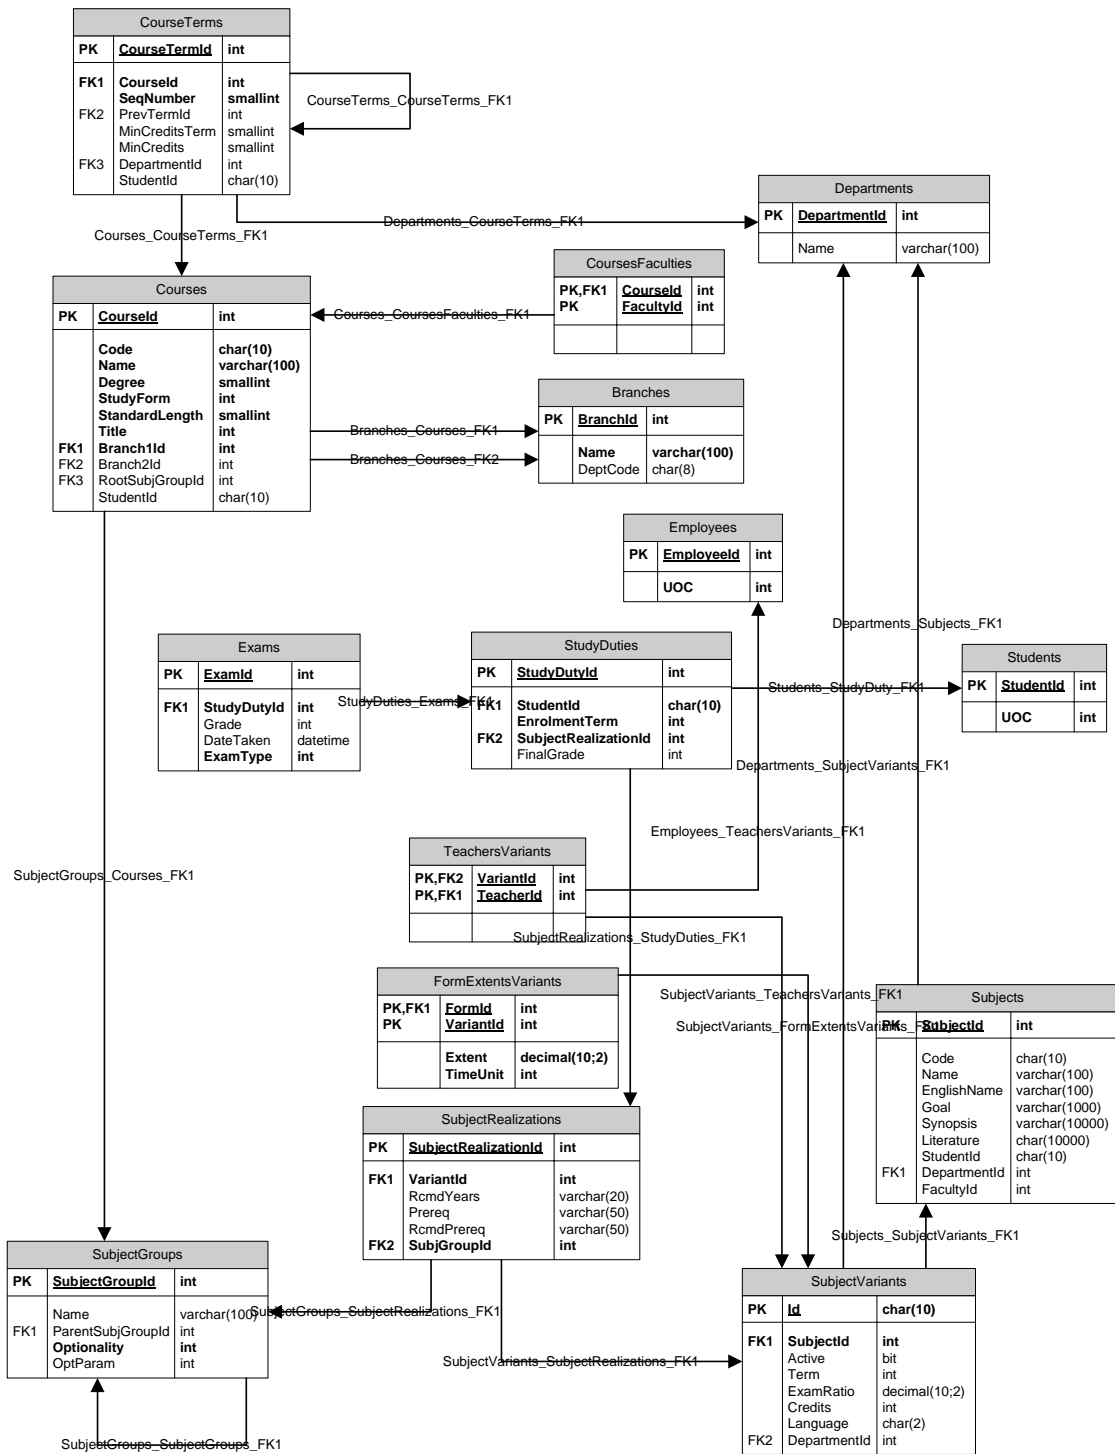 CourseTerms
PK CourseTermId int
FK1 CourseId int
SeqNumber smallint
FK2 PrevTermId int
MinCreditsTerm smallint
MinCredits smallint
FK3 DepartmentId int
StudentId char(10)
CourseTerms_CourseTerms_FK1
Departments
PK DepartmentId int
Name varchar(100)
Departments_CourseTerms_FK1
Courses_CourseTerms_FK1
CoursesFaculties
PK,FK1 CourseId int
PK FacultyId int
Courses
PK CourseId int
Code char(10)
Name varchar(100)
Degree smallint
StudyForm int
StandardLength smallint
Title int
FK1 Branch1Id int
FK2 Branch2Id int
FK3 RootSubjGroupId int
StudentId char(10)
Courses_CoursesFaculties_FK1
Branches
PK BranchId int
Name varchar(100)
DeptCode char(8)
Branches_Courses_FK1
Branches_Courses_FK2
Employees
PK EmployeeId int
UOC int
Departments_Subjects_FK1
Exams
PK ExamId int
FK1 StudyDutyId int
Grade int
DateTaken datetime
ExamType int
StudyDuties_Exams_FK1
StudyDuties
PK StudyDutyId int
FK1 StudentId char(10)
EnrolmentTerm int
FK2 SubjectRealizationId int
FinalGrade int
Students_StudyDuty_FK1
Students
PK StudentId int
UOC int
Departments_SubjectVariants_FK1
Employees_TeachersVariants_FK1
TeachersVariants
PK,FK2 VariantId int
PK,FK1 TeacherId int
SubjectGroups_Courses_FK1
SubjectRealizations_StudyDuties_FK1
FormExtentsVariants
PK,FK1 FormId int
PK VariantId int
Extent decimal(10;2)
TimeUnit int
SubjectVariants_TeachersVariants_FK1
SubjectVariants_FormExtentsVariants_FK1
Subjects
PK SubjectId int
Code char(10)
Name varchar(100)
EnglishName varchar(100)
Goal varchar(1000)
Synopsis varchar(10000)
Literature char(10000)
StudentId char(10)
FK1 DepartmentId int
FacultyId int
SubjectRealizations
PK SubjectRealizationId int
FK1 VariantId int
RcmdYears varchar(20)
Prereq varchar(50)
RcmdPrereq varchar(50)
FK2 SubjGroupId int
Subjects_SubjectVariants_FK1
SubjectGroups
PK SubjectGroupId int
Name varchar(100)
FK1 ParentSubjGroupId int
Optionality int
OptParam int
SubjectGroups_SubjectRealizations_FK1
SubjectVariants_SubjectRealizations_FK1
SubjectGroups_SubjectGroups_FK1
SubjectVariants
PK Id char(10)
FK1 SubjectId int
Active bit
Term int
ExamRatio decimal(10;2)
Credits int
Language char(2)
FK2 DepartmentId int